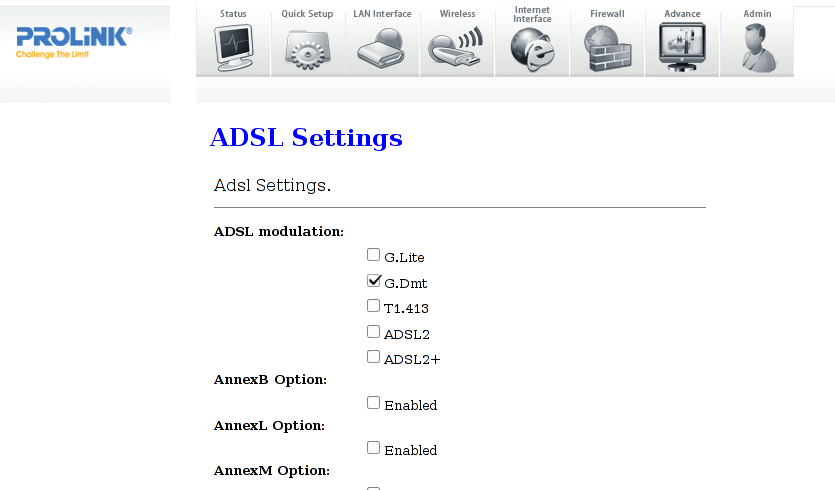 PROLiNK®
Challenge The Limit
Status
Quick Setup
LAN Interface
Wireless
Internet
Interface
Firewall
Advance
Admin
ADSL Settings
Adsl Settings.
ADSL modulation:
G.Lite
G.Dmt
T1.413
ADSL2
ADSL2+
AnnexB Option:
Enabled
AnnexL Option:
Enabled
AnnexM Option: